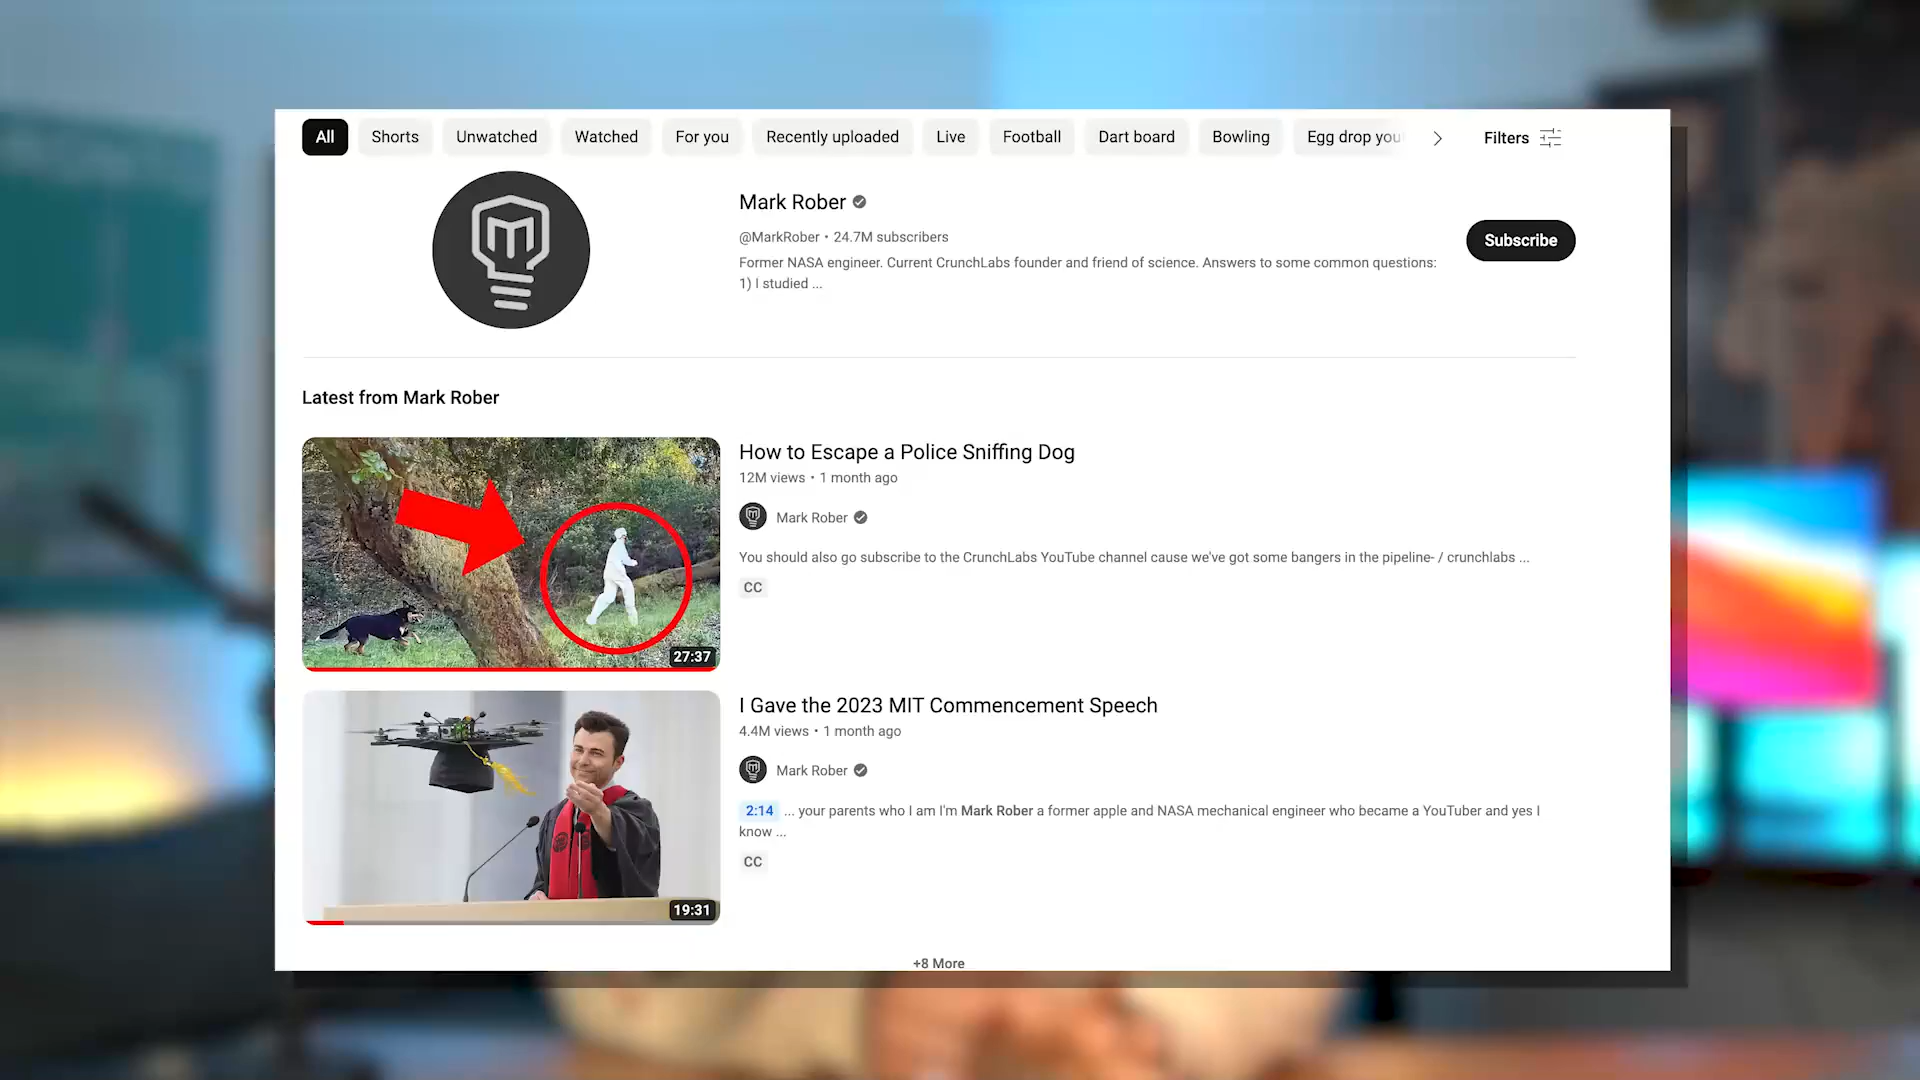 All
Shorts
Unwatched
Watched
For you
Recently uploaded
Live
Football
Dart board
Bowling
Egg drop you
Filters
Mark Rober
@MarkRober • 24.7M subscribers
Former NASA engineer. Current CrunchLabs founder and friend of science. Answers to some common questions:
1) I studied ...
Subscribe
Latest from Mark Rober
27:37
How to Escape a Police Sniffing Dog
12M views • 1 month ago
Mark Rober
You should also go subscribe to the CrunchLabs YouTube channel cause we've got some bangers in the pipeline- / crunchlabs ...
CC
19:31
I Gave the 2023 MIT Commencement Speech
4.4M views • 1 month ago
Mark Rober
2:14 ... your parents who I am I'm Mark Rober a former apple and NASA mechanical engineer who became a YouTuber and yes I
know ...
CC
+8 More